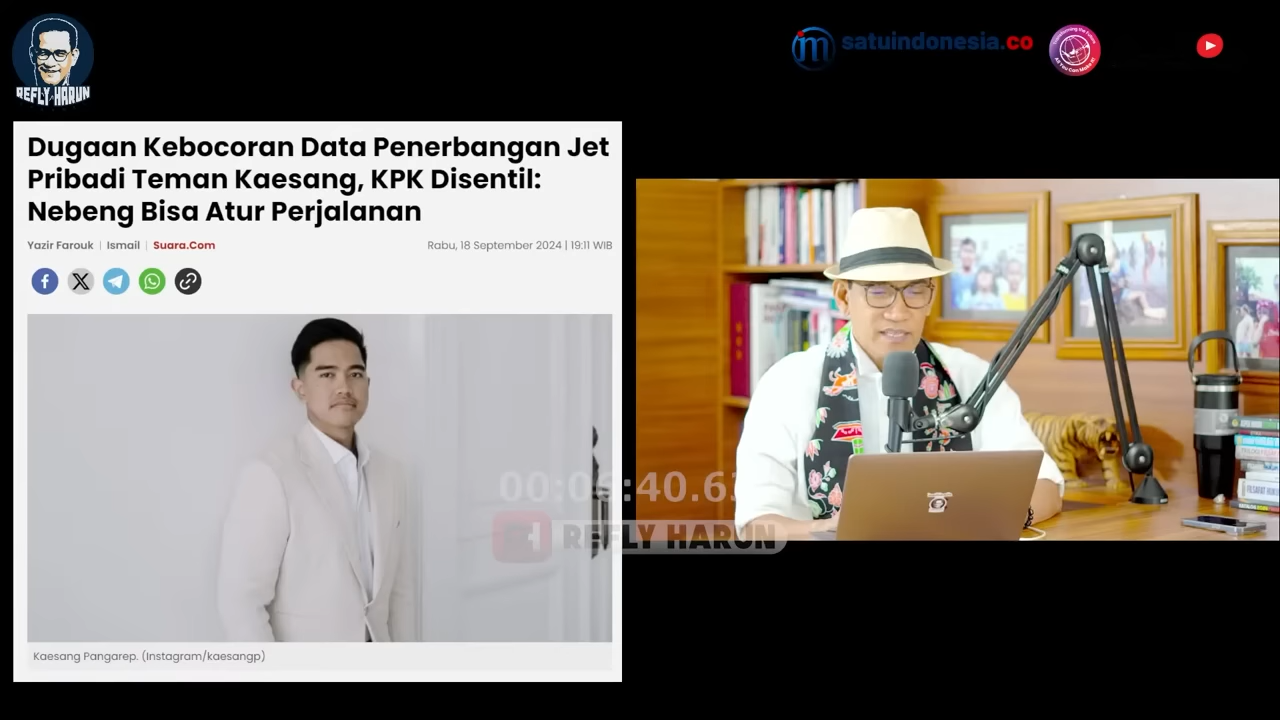 REFLY HARUN
satuindonesia.co
Dugaan Kebocoran Data Penerbangan Jet
Pribadi Teman Kaesang, KPK Disentil:
Nebeng Bisa Atur Perjalanan
Yazir Farouk | Ismail | Suara.Com
Rabu, 18 September 2024 | 19:11 WIB
Kaesang Pangarep. (Instagram/kaesangp)
REFLY HARUN